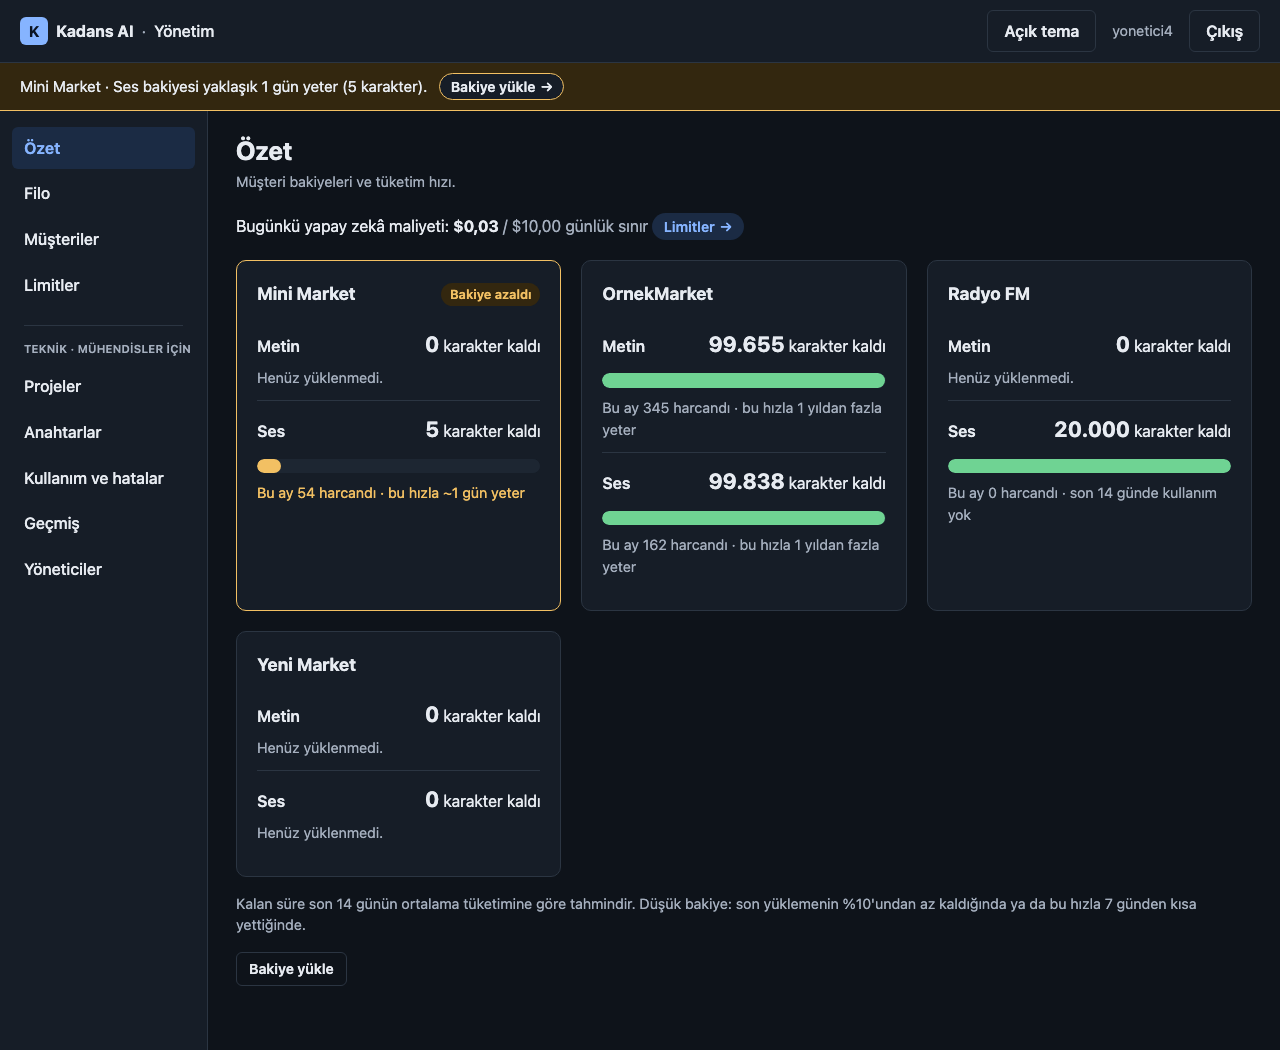 K Kadans AI · Yönetim
Açık tema
yonetici4
Çıkış
Mini Market · Ses bakiyesi yaklaşık 1 gün yeter (5 karakter).
Bakiye yükle →
Özet
Filo
Müşteriler
Limitler
TEKNİK · MÜHENDİSLER İÇİN
Projeler
Anahtarlar
Kullanım ve hatalar
Geçmiş
Yöneticiler
Özet
Müşteri bakiyeleri ve tüketim hızı.
Bugünkü yapay zekâ maliyeti: $0,03 / $10,00 günlük sınır
Limitler →
Mini Market
Bakiye azaldı
Metin 0 karakter kaldı
Henüz yüklenmedi.
Ses 5 karakter kaldı
Bu ay 54 harcandı · bu hızla ~1 gün yeter
OrnekMarket
Metin 99.655 karakter kaldı
Bu ay 345 harcandı · bu hızla 1 yıldan fazla
yeter
Ses 99.838 karakter kaldı
Bu ay 162 harcandı · bu hızla 1 yıldan fazla
yeter
Radyo FM
Metin 0 karakter kaldı
Henüz yüklenmedi.
Ses 20.000 karakter kaldı
Bu ay 0 harcandı · son 14 günde kullanım
yok
Yeni Market
Metin 0 karakter kaldı
Henüz yüklenmedi.
Ses 0 karakter kaldı
Henüz yüklenmedi.
Kalan süre son 14 günün ortalama tüketimine göre tahmindir. Düşük bakiye: son yüklemenin %10'undan az kaldığında ya da bu hızla 7 günden kısa
yettiğinde.
Bakiye yükle